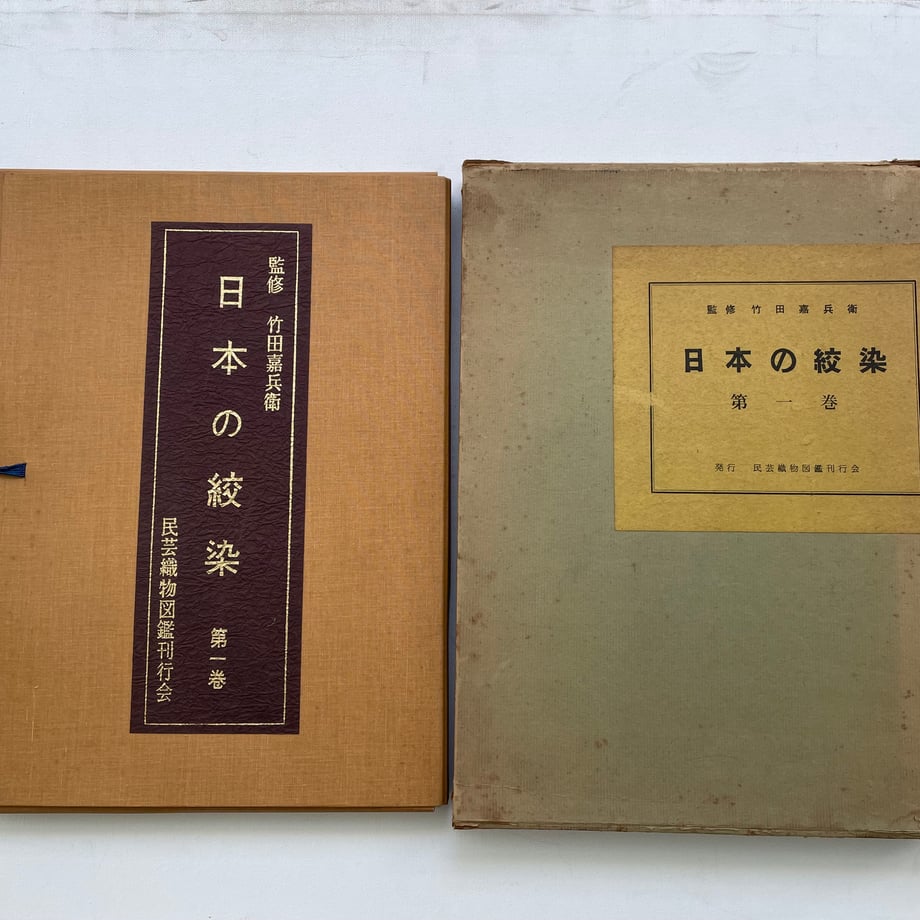 監修 竹田嘉兵衛
日本の絞染 第一巻
民芸織物図鑑刊行会
監修 竹田嘉兵衛
日本の絞染
第一巻
発行 民芸織物図鑑刊行会